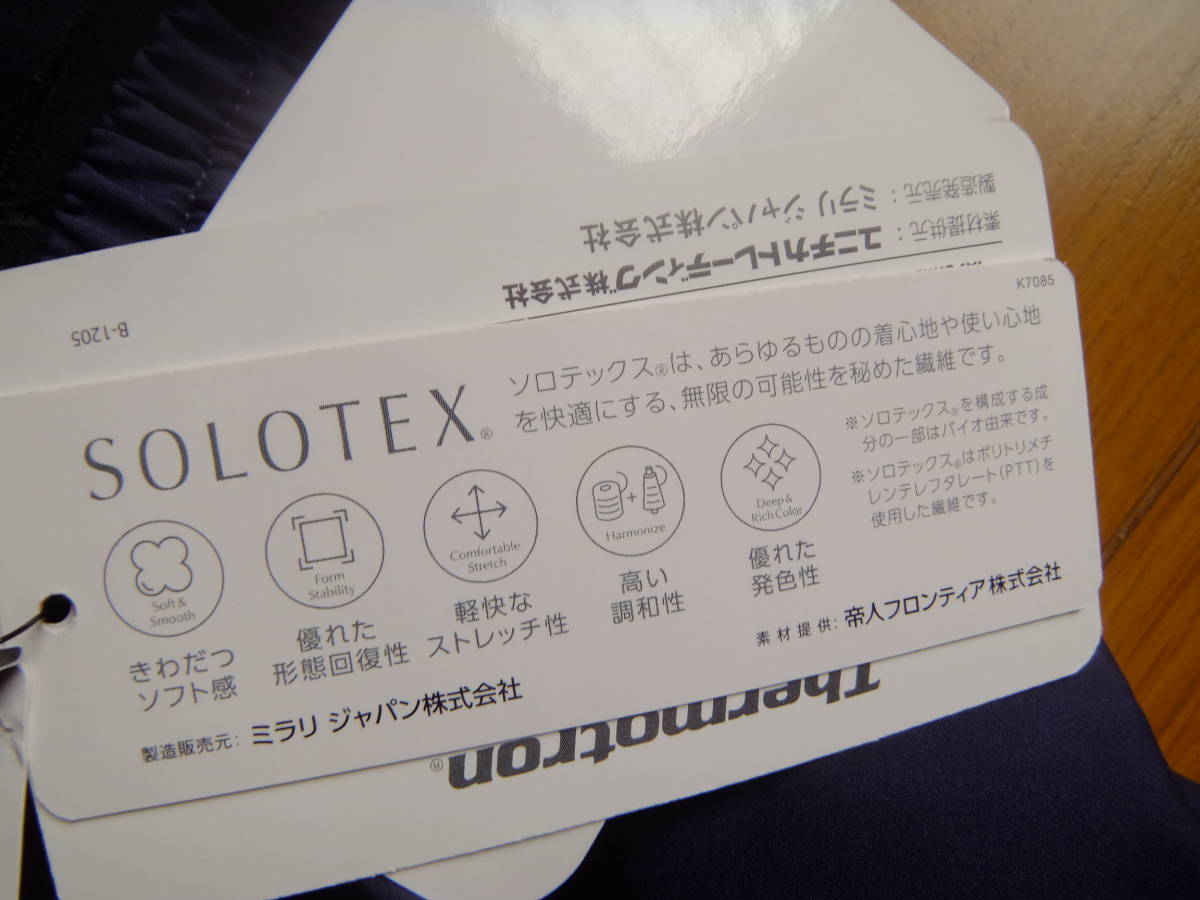 製造発売元：ミラリ ジャパン株式会社
素材提供元：ユニチカトレーディング株式会社
B-1205
K7085
SOLOTEX®
ソロテックス®は、あらゆるものの着心地や使い心地
を快適にする、無限の可能性を秘めた繊維です。
※ソロテックス®を構成する成
分の一部はバイオ由来です。
※ソロテックス®はポリトリメチ
レンテレフタレート(PTT)を
使用した繊維です。
Soft &
Smooth
きわだつ
ソフト感
Form
Stability
優れた
形態回復性
Comfortable
Stretch
軽快な
ストレッチ性
+
Harmonize
高い
調和性
Deep &
Rich Color
優れた
発色性
素材提供：帝人フロンティア株式会社
製造販売元：ミラリ ジャパン株式会社
Thermotron®